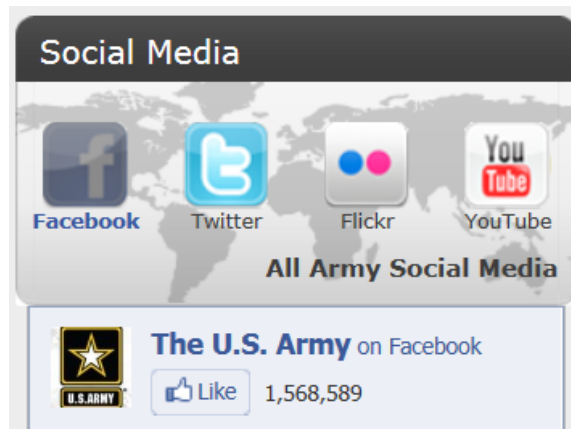 Social Media
f t You Tube
Facebook Twitter Flickr YouTube
All Army Social Media
The U.S. Army on Facebook
U.S.ARMY Like 1,568,589